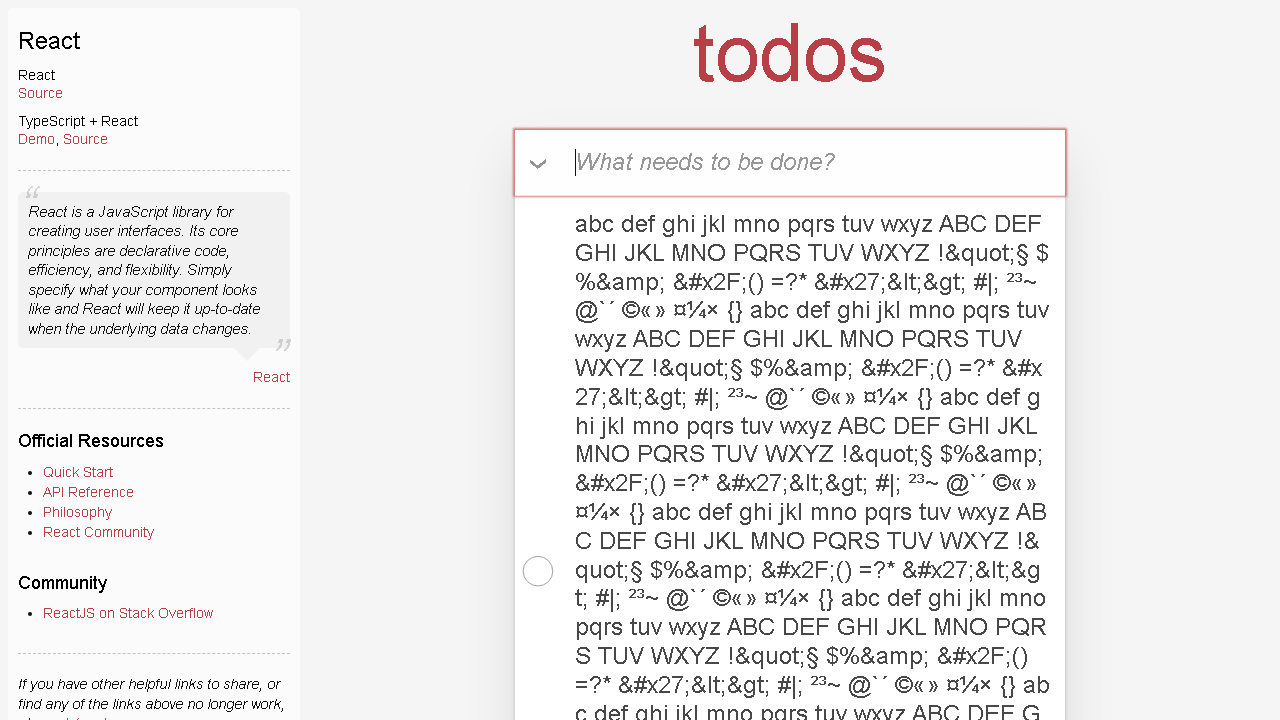 React
React
Source
TypeScript + React
Demo, Source
“
React is a JavaScript library for
creating user interfaces. Its core
principles are declarative code,
efficiency, and flexibility. Simply
specify what your component looks
like and React will keep it up-to-date
when the underlying data changes.
”
React
Official Resources
Quick Start
API Reference
Philosophy
React Community
Community
ReactJS on Stack Overflow
If you have other helpful links to share, or
find any of the links above no longer work,
todos
What needs to be done?
abc def ghi jkl mno pqrs tuv wxyz ABC DEF
GHI JKL MNO PQRS TUV WXYZ !&quot;§ $
%&amp; &#x2F;() =?* &#x27;&lt;&gt; #|; ²³~
@`´ ©«» ¤¼× {} abc def ghi jkl mno pqrs tuv
wxyz ABC DEF GHI JKL MNO PQRS TUV
WXYZ !&quot;§ $%&amp; &#x2F;() =?* &#x
27;&lt;&gt; #|; ²³~ @`´ ©«» ¤¼× {} abc def g
hi jkl mno pqrs tuv wxyz ABC DEF GHI JKL
MNO PQRS TUV WXYZ !&quot;§ $%&amp;
&#x2F;() =?* &#x27;&lt;&gt; #|; ²³~ @`´ ©«»
¤¼× {} abc def ghi jkl mno pqrs tuv wxyz AB
C DEF GHI JKL MNO PQRS TUV WXYZ !&
quot;§ $%&amp; &#x2F;() =?* &#x27;&lt;&g
t; #|; ²³~ @`´ ©«» ¤¼× {} abc def ghi jkl mno
pqrs tuv wxyz ABC DEF GHI JKL MNO PQR
S TUV WXYZ !&quot;§ $%&amp; &#x2F;()
=?* &#x27;&lt;&gt; #|; ²³~ @`´ ©«» ¤¼× {} ab
c def ghi jkl mno pqrs tuv wxyz ABC DEF G